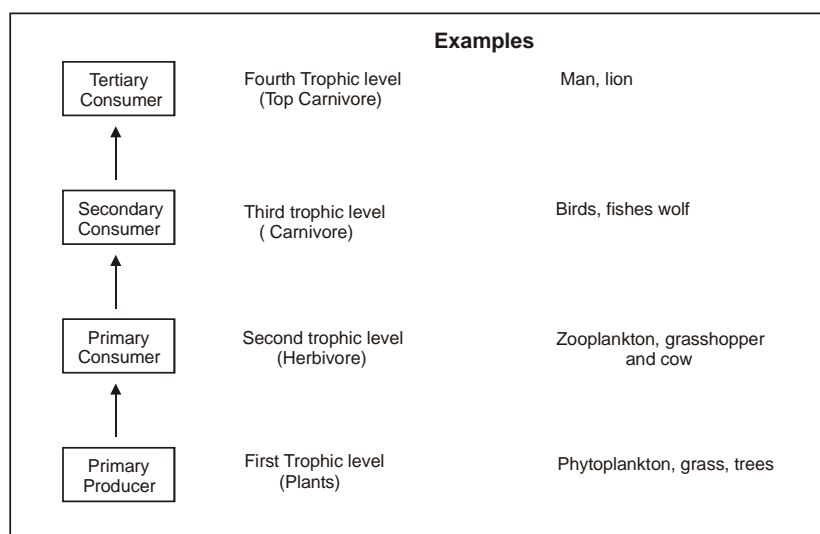 Examples
Tertiary
Consumer
Fourth Trophic level
(Top Carnivore)
Man, lion
Secondary
Consumer
Third trophic level
( Carnivore)
Birds, fishes wolf
Primary
Consumer
Second trophic level
(Herbivore)
Zooplankton, grasshopper
and cow
Primary
Producer
First Trophic level
(Plants)
Phytoplankton, grass, trees